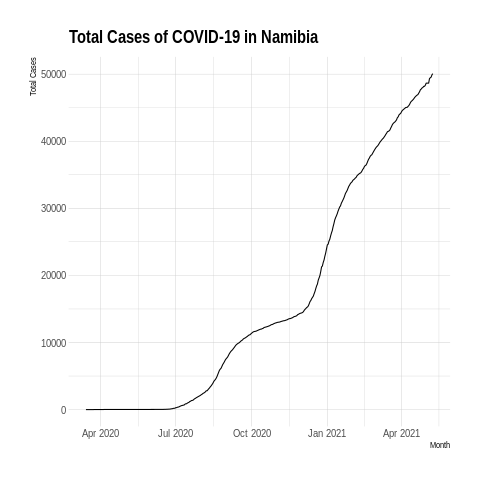 Total Cases of COVID-19 in Namibia
Total Cases
50000
40000
30000
20000
10000
0
Apr 2020 Jul 2020 Oct 2020 Jan 2021 Apr 2021
Month